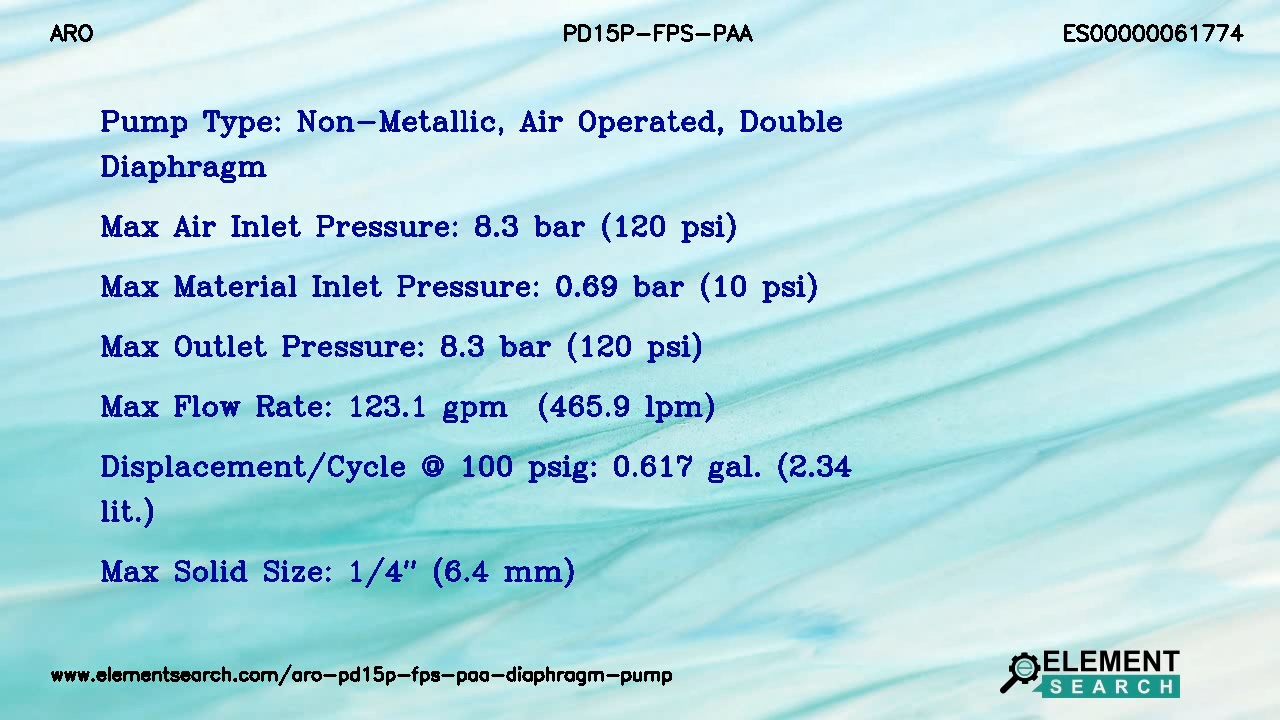 ARO PD15P-FPS-PAA ES00000061774
Pump Type: Non-Metallic, Air Operated, Double
Diaphragm
Max Air Inlet Pressure: 8.3 bar (120 psi)
Max Material Inlet Pressure: 0.69 bar (10 psi)
Max Outlet Pressure: 8.3 bar (120 psi)
Max Flow Rate: 123.1 gpm  (465.9 lpm)
Displacement/Cycle @ 100 psig: 0.617 gal. (2.34
lit.)
Max Solid Size: 1/4" (6.4 mm)
www.elementsearch.com/aro-pd15p-fps-paa-diaphragm-pump
ELEMENT
SEARCH